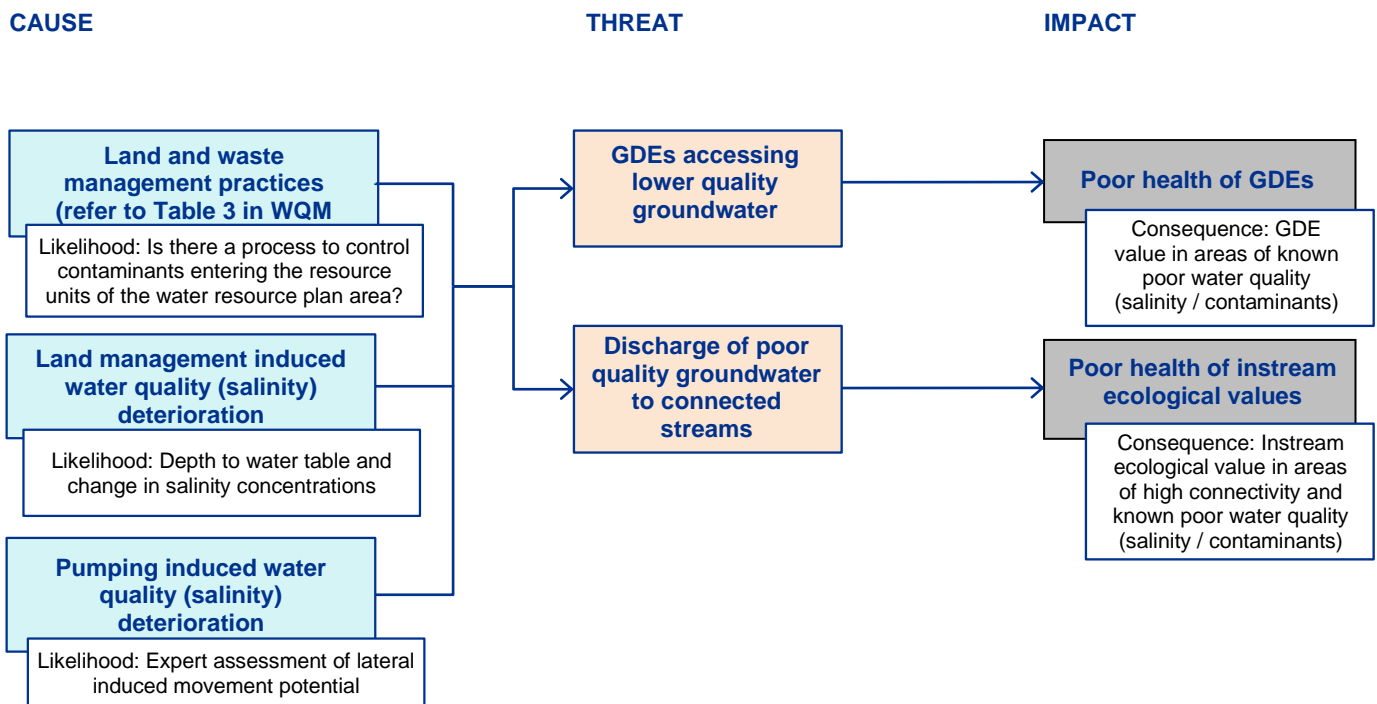 CAUSE
THREAT
IMPACT
Land and waste
management practices
(refer to Table 3 in WQM
Likelihood: Is there a process to control
contaminants entering the resource
units of the water resource plan area?
Land management induced
water quality (salinity)
deterioration
Likelihood: Depth to water table and
change in salinity concentrations
Pumping induced water
quality (salinity)
deterioration
Likelihood: Expert assessment of lateral
induced movement potential
GDEs accessing
lower quality
groundwater
Discharge of poor
quality groundwater
to connected
streams
Poor health of GDEs
Consequence: GDE
value in areas of known
poor water quality
(salinity / contaminants)
Poor health of instream
ecological values
Consequence: Instream
ecological value in areas
of high connectivity and
known poor water quality
(salinity / contaminants)